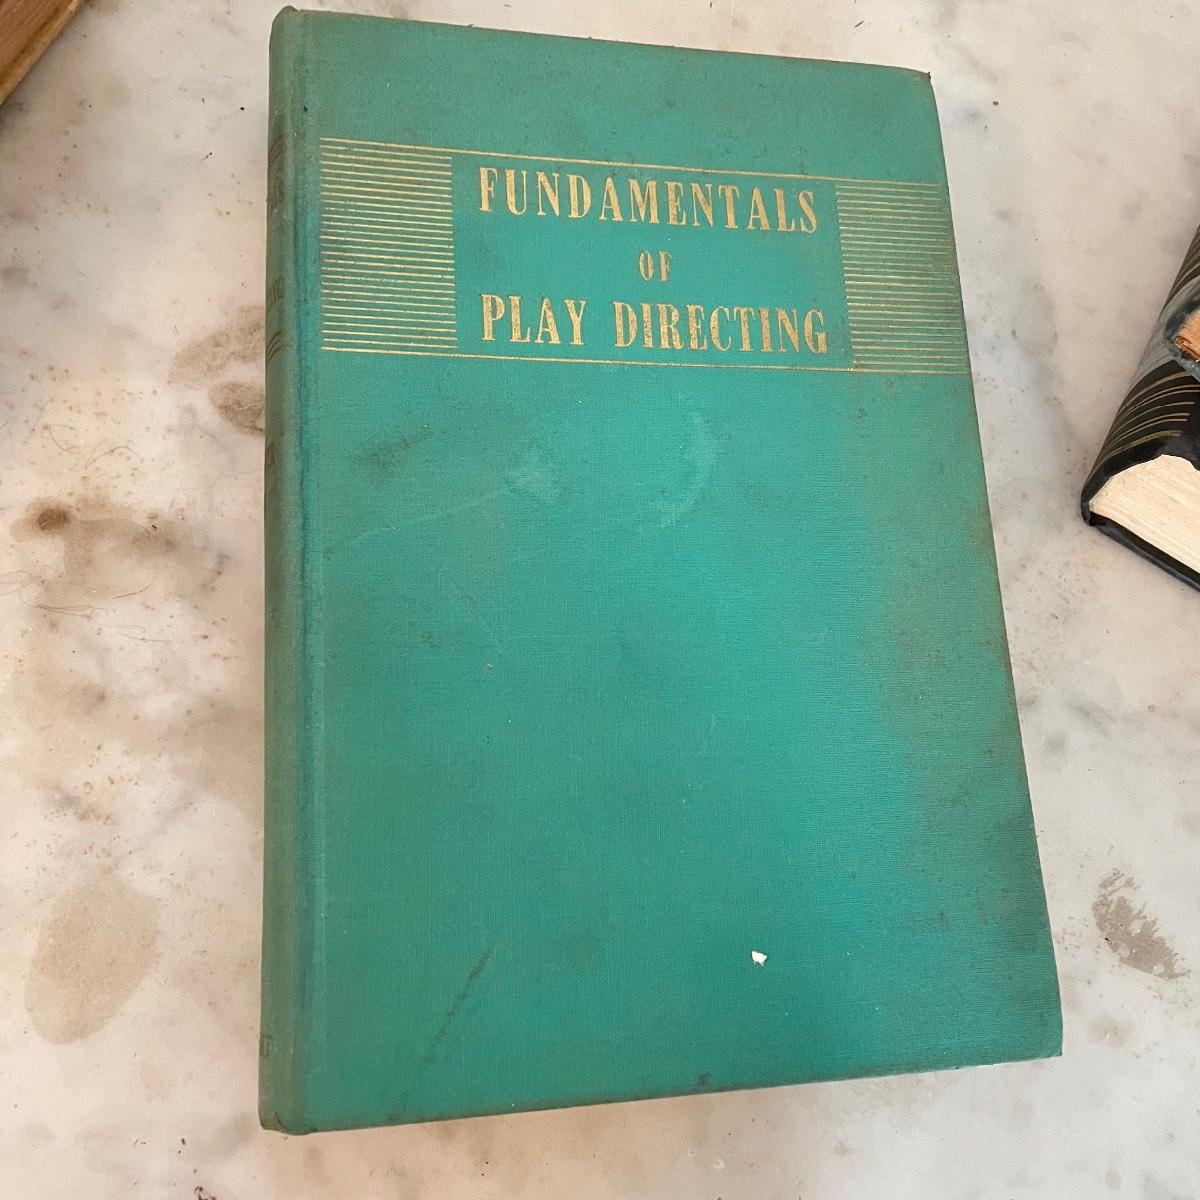 FUNDAMENTALS
OF
PLAY DIRECTING